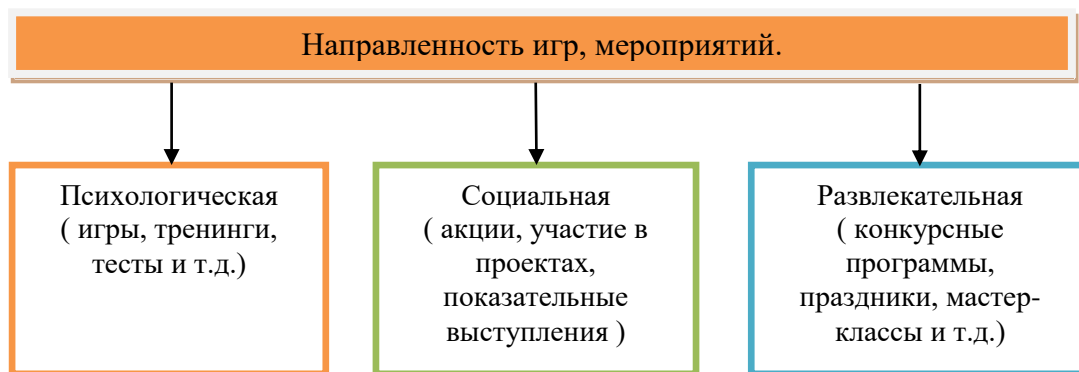 Направленность игр, мероприятий.
Психологическая
( игры, тренинги,
тесты и т.д.)
Социальная
( акции, участие в
проектах,
показательные
выступления )
Развлекательная
( конкурсные
программы,
праздники, мастер-
классы и т.д.)